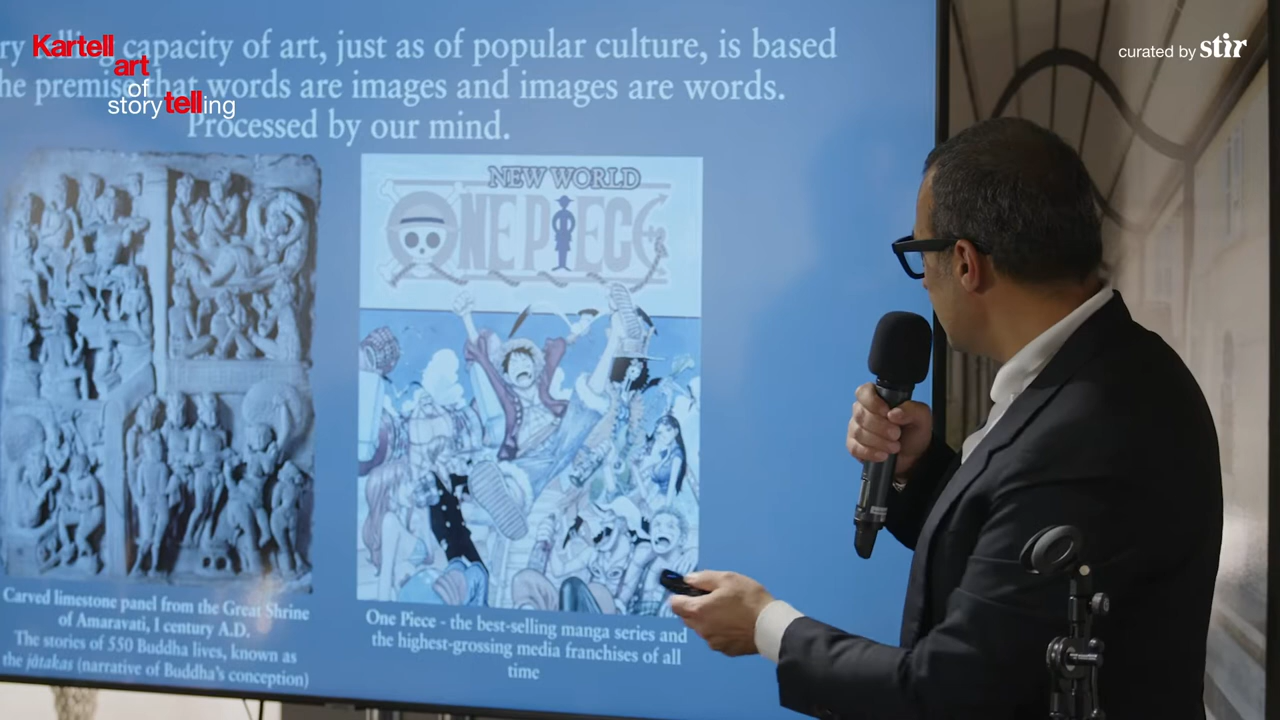 Kartell
art
of
storytelling
curated by stir
capacity of art, just as of popular culture, is based
he premise that words are images and images are words.
Processed by our mind.
NEW WORLD
ONE PIECE
Carved limestone panel from the Great Shrine
of Amaravati, I century A.D.
The stories of 550 Buddha lives, known as
the jātakas (narrative of Buddha's conception)
One Piece - the best-selling manga series and
the highest-grossing media franchises of all
time